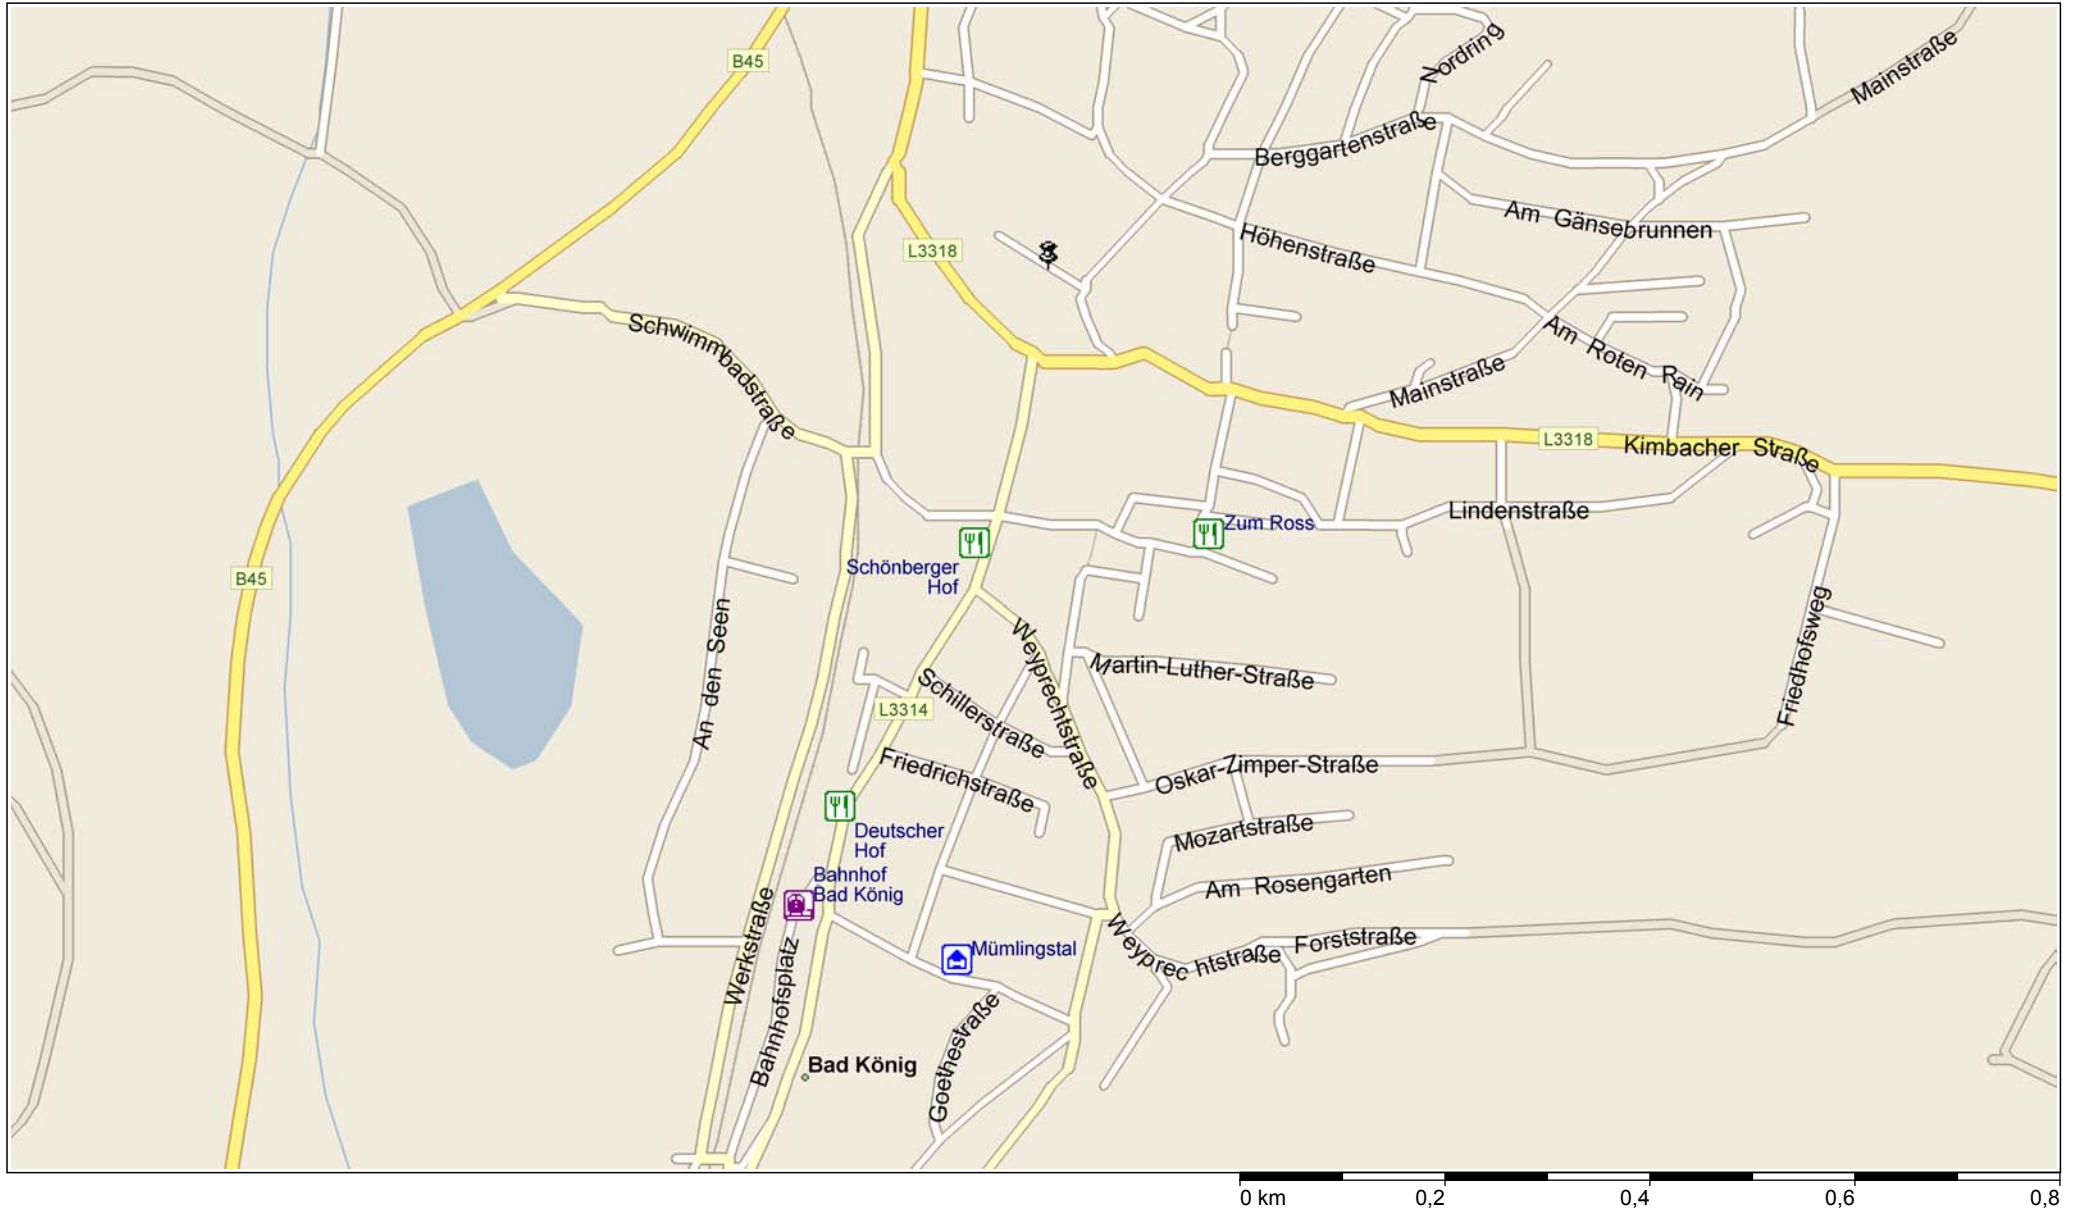 Nordring
Mainstraße
B45
Berggartenstraße
Am Gänsebrunnen
Höhenstraße
L3318
Schwimmbadstraße
Am Roten Rain
Mainstraße
L3318
Kimbacher Straße
Lindenstraße
Zum Ross
Schönberger
Hof
B45
An den Seen
Weyprechtstraße
Friedhofsweg
Martin-Luther-Straße
Schillerstraße
L3314
Friedrichstraße
Oskar-Zimper-Straße
Deutscher
Hof
Mozartstraße
Bahnhof
Bad König
Am Rosengarten
Werkstraße
Bahnhofsplatz
Mümlingstal
Weyprechtstraße
Forststraße
Goethestraße
Bad König
0 km 0,2 0,4 0,6 0,8